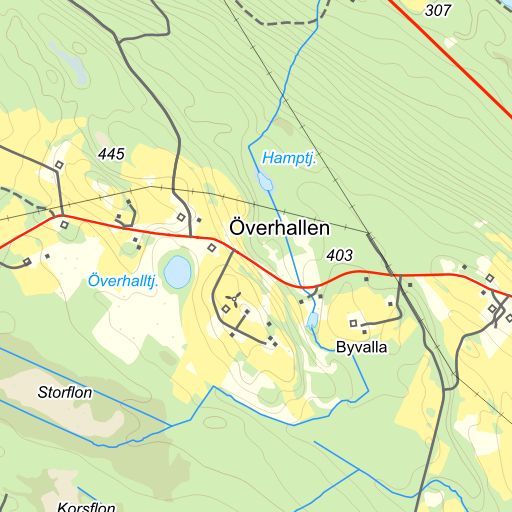 307
445
Hamptj.
Överhallen
403
Överhalltj.
Byvalla
Storflon
Korsflon